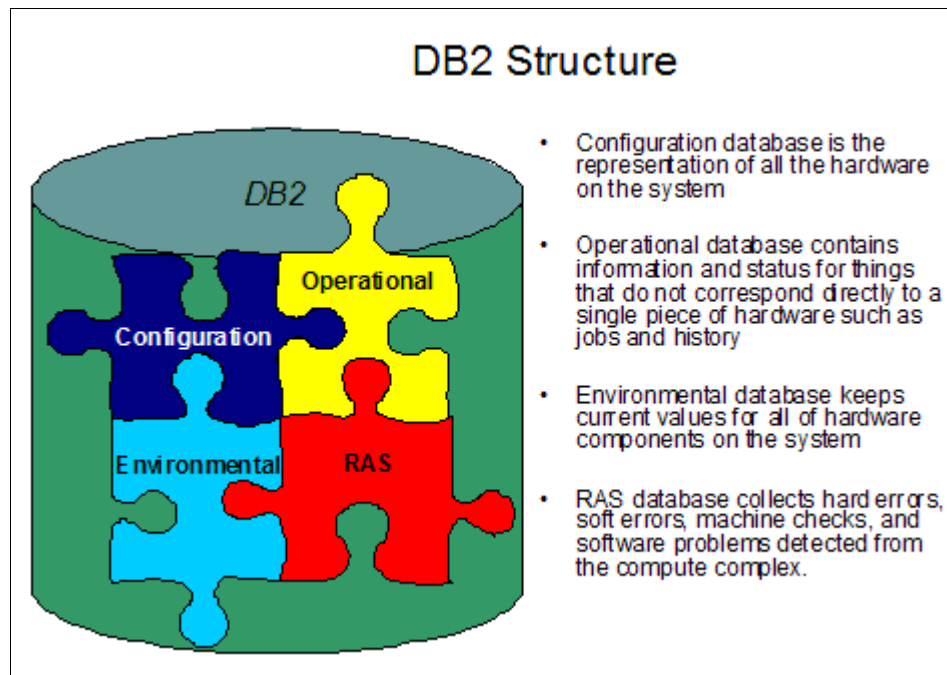 DB2 Structure
DB2
Operational
Configuration
Environmental
RAS
• Configuration database is the
representation of all the hardware
on the system
• Operational database contains
information and status for things
that do not correspond directly to a
single piece of hardware such as
jobs and history
• Environmental database keeps
current values for all of hardware
components on the system
• RAS database collects hard errors,
soft errors, machine checks, and
software problems detected from
the compute complex.